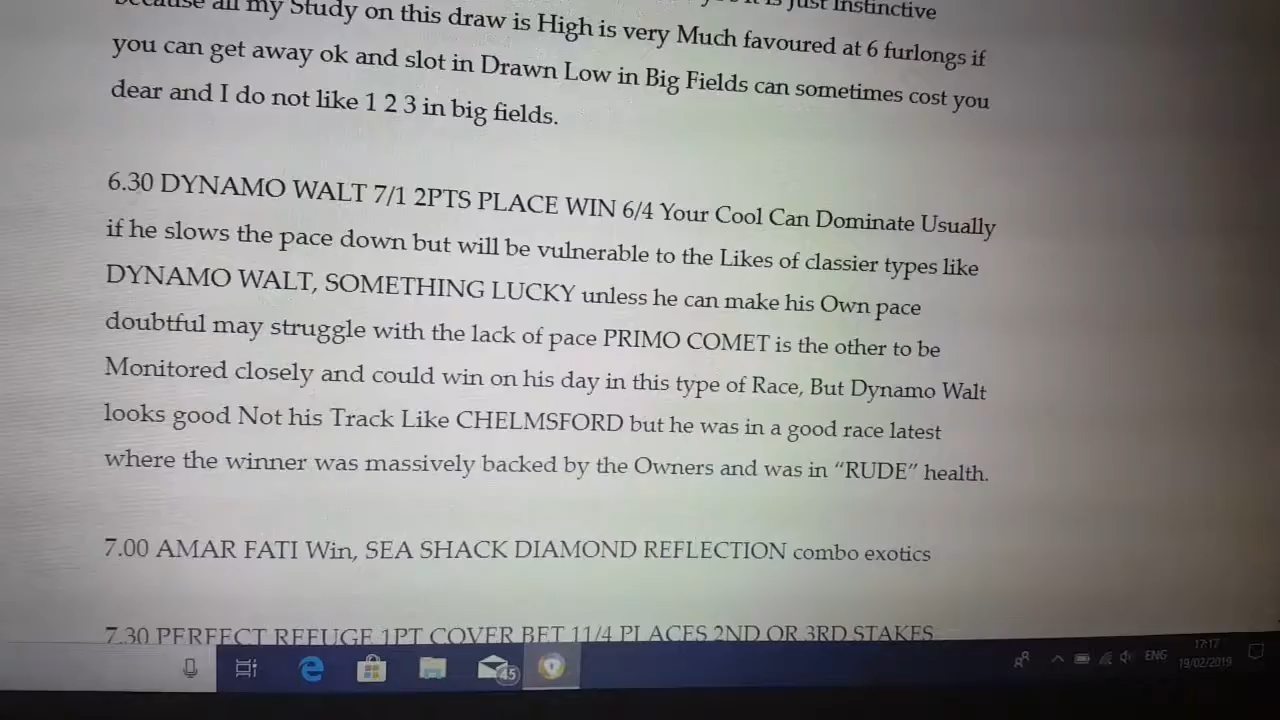 because all my Study on this draw is High is very Much favoured at 6 furlongs if
is just instinctive
you can get away ok and slot in Drawn Low in Big Fields can sometimes cost you
dear and I do not like 1 2 3 in big fields.
6.30 DYNAMO WALT 7/1 2PTS PLACE WIN 6/4 Your Cool Can Dominate Usually
if he slows the pace down but will be vulnerable to the Likes of classier types like
DYNAMO WALT, SOMETHING LUCKY unless he can make his Own pace
doubtful may struggle with the lack of pace PRIMO COMET is the other to be
Monitored closely and could win on his day in this type of Race, But Dynamo Walt
looks good Not his Track Like CHELMSFORD but he was in a good race latest
where the winner was massively backed by the Owners and was in “RUDE” health.
7.00 AMAR FATI Win, SEA SHACK DIAMOND REFLECTION combo exotics
7.30 PERFECT REFUGE 1PT COVER BET 11/4 PLACES 2ND OR 3RD STAKES
45
ENG
17:17
19/02/2019